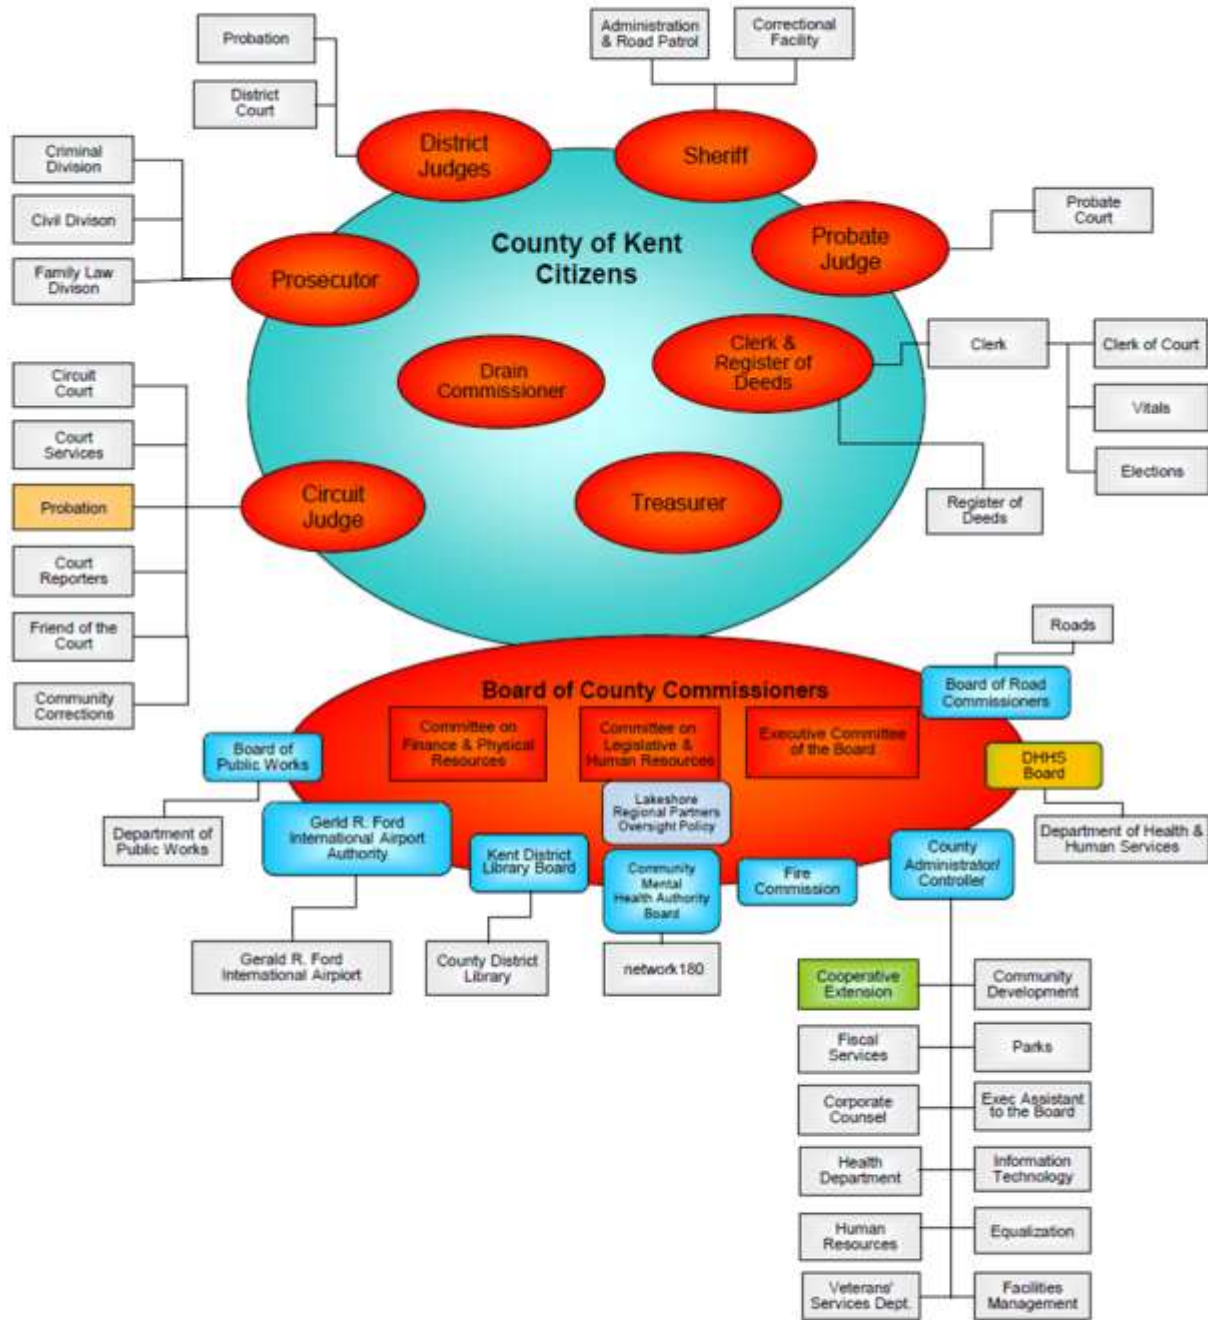 Probation
District
Court
Administration
& Road Patrol
Correctional
Facility
District
Judges
Sheriff
Criminal
Division
Civil Divison
Family Law
Divison
Prosecutor
County of Kent
Citizens
Probate
Judge
Probate
Court
Drain
Commissioner
Clerk &
Register of
Deeds
Clerk
Clerk of Court
Vitals
Elections
Register of
Deeds
Circuit
Court
Court
Services
Probation
Court
Reporters
Friend of the
Court
Community
Corrections
Circuit
Judge
Treasurer
Roads
Board of County Commissioners
Board of Road
Commissioners
Committee on
Finance & Physical
Resources
Committee on
Legislative &
Human Resources
Executive Committee
of the Board
Board of
Public Works
DHHS
Board
Department of
Public Works
Gerld R. Ford
International Airport
Authority
Kent District
Library Board
Lakeshore
Regional Partners
Oversight Policy
Community
Mental
Health Authority
Board
Fire
Commission
County
Administrator/
Controller
Department of Health &
Human Services
Gerald R. Ford
International Airpiort
County District
Library
network180
Cooperative
Extension
Community
Development
Fiscal
Services
Parks
Corporate
Counsel
Exec Assistant
to the Board
Health
Department
Information
Technology
Human
Resources
Equalization
Veterans'
Services Dept.
Facilities
Management